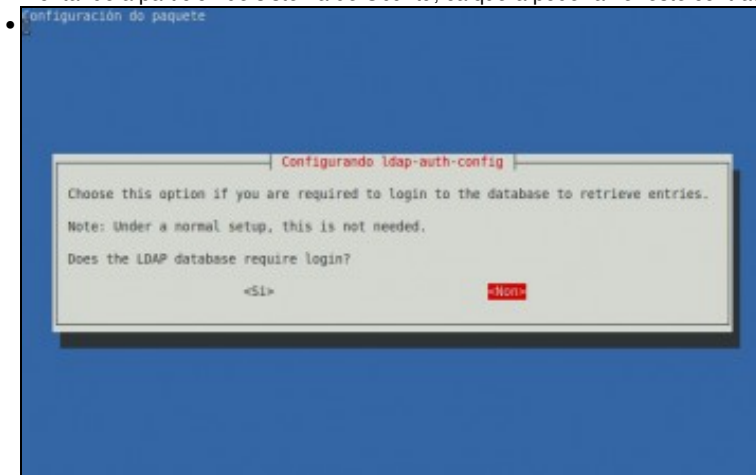 Configuración do paquete
Configurando ldap-auth-config
Choose this option if you are required to login to the database to retrieve entries.
Note: Under a normal setup, this is not needed.
Does the LDAP database require login?
<Si> <Non>